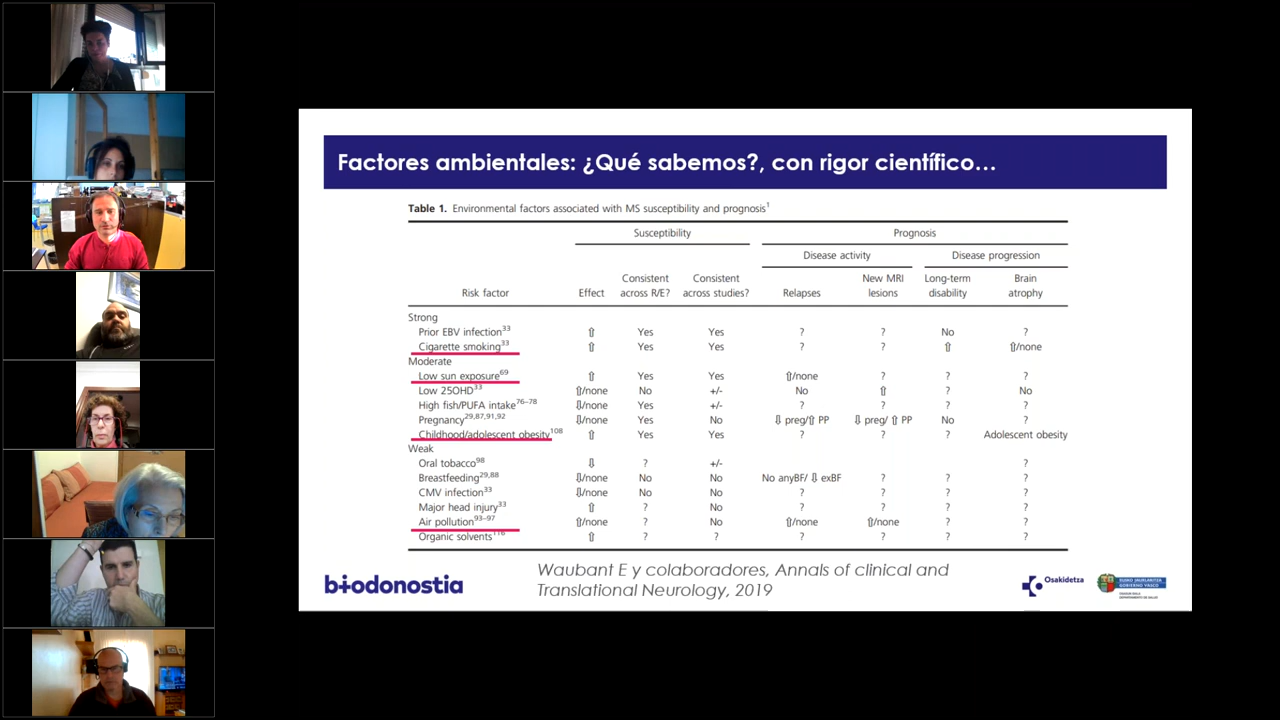 Factores ambientales: ¿Qué sabemos?, con rigor científico...
Table 1. Environmental factors associated with MS susceptibility and prognosis1
Susceptibility Prognosis
Disease activity Disease progression
Risk factor Effect Consistent across R/E? Consistent across studies? Relapses New MRI lesions Long-term disability Brain atrophy
Strong
Prior EBV infection33 ⇧ Yes Yes ? ? No ?
Cigarette smoking33 ⇧ Yes Yes ? ? ⇧ ⇧/none
Moderate
Low sun exposure69 ⇧ Yes Yes ⇧/none ? ? ?
Low 25OHD33 ⇧/none No +/- No ⇧ ? No
High fish/PUFA intake76–78 ⇩/none Yes +/- ? ? ? ?
Pregnancy29,87,91,92 ⇩/none Yes No ⇩ preg/⇧ PP ⇩ preg/ ⇧ PP No ?
Childhood/adolescent obesity108 ⇧ Yes Yes ? ? ? Adolescent obesity
Weak
Oral tobacco98 ⇩ ? +/- ?
Breastfeeding29,88 ⇩/none No No No anyBF/ ⇩ exBF ? ? ?
CMV infection33 ⇩/none No No ? ? ? ?
Major head injury33 ⇧ ? No ? ? ? ?
Air pollution93–97 ⇧/none ? No ⇧/none ⇧/none ? ?
Organic solvents116 ⇧ ? ? ? ? ? ?
Waubant E y colaboradores, Annals of clinical and
Translational Neurology, 2019
biodonostia
Osakidetza
EUSKO JAURLARITZA
GOBIERNO VASCO